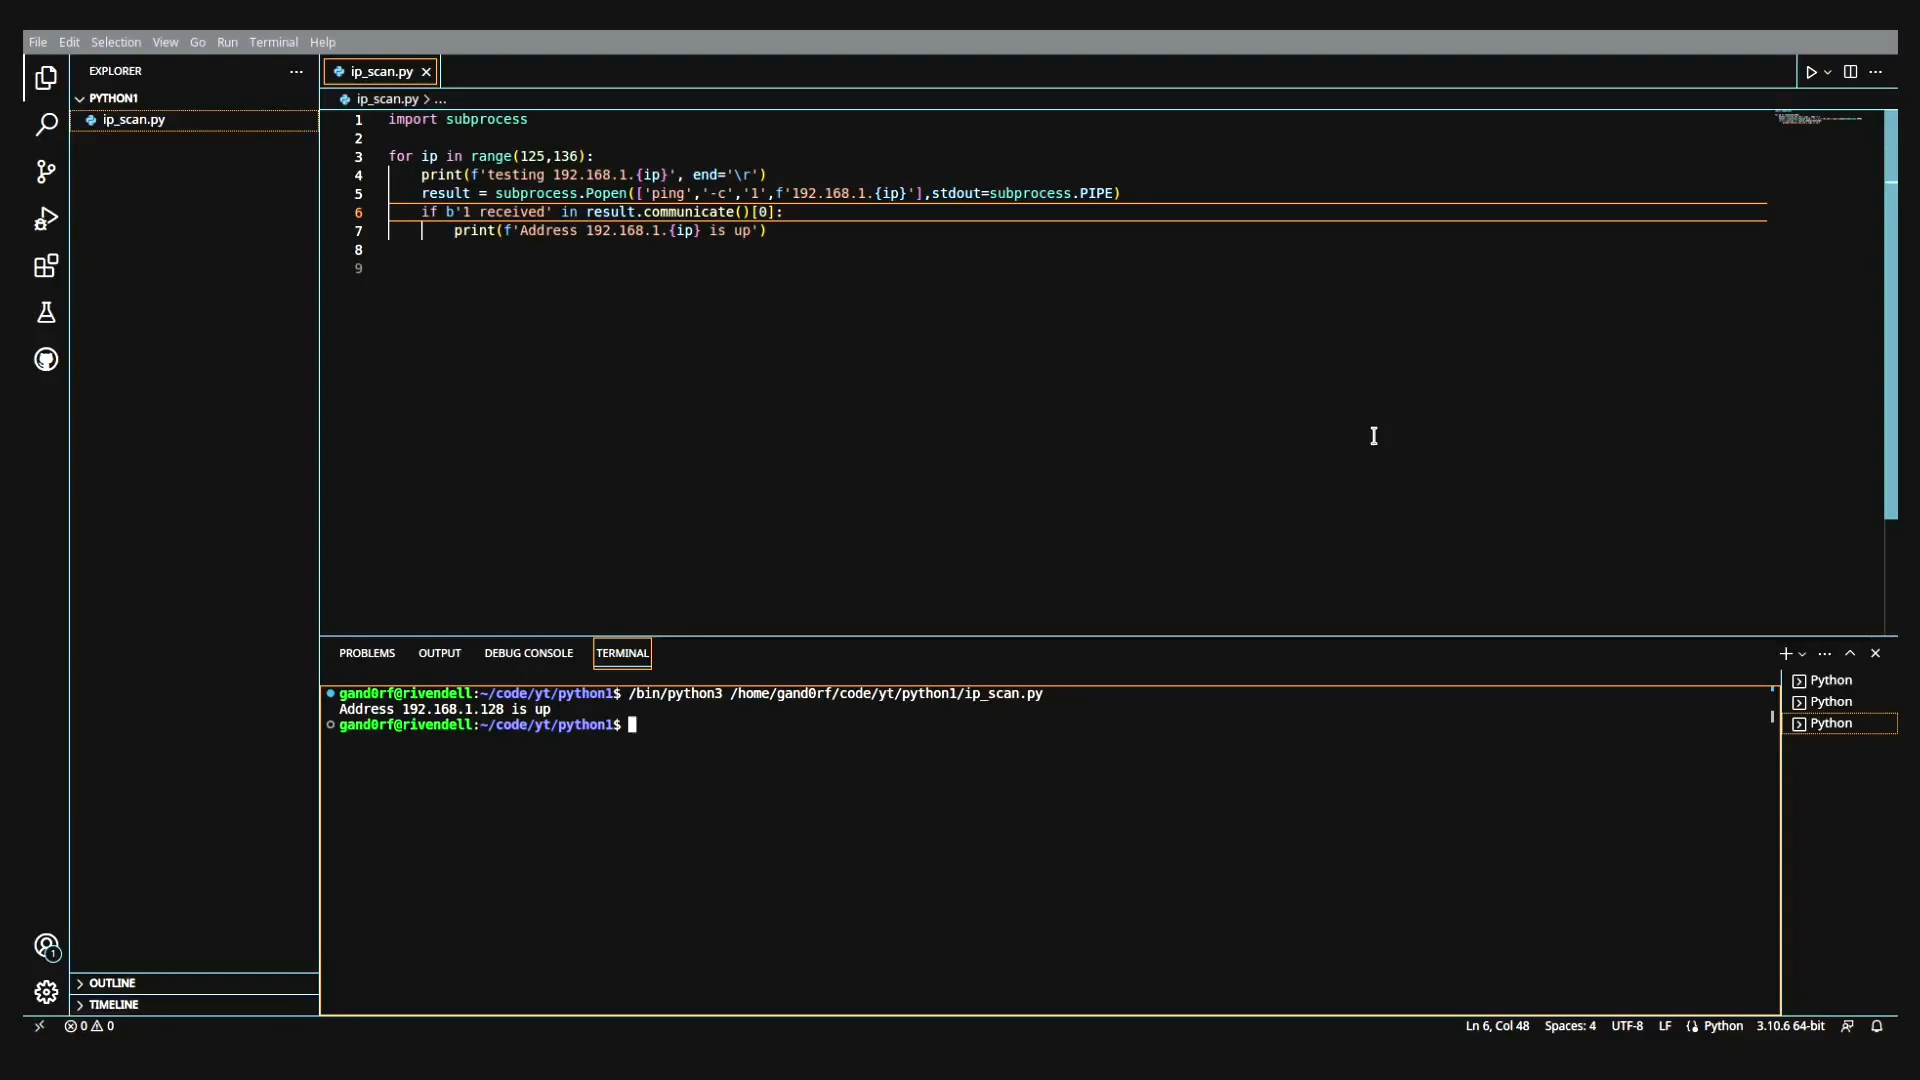 File Edit Selection View Go Run Terminal Help
EXPLORER
PYTHON1
ip_scan.py
OUTLINE
TIMELINE
ip_scan.py
ip_scan.py > ...
1 import subprocess
2
3 for ip in range(125,136):
4 print(f'testing 192.168.1.{ip}', end='\r')
5 result = subprocess.Popen(['ping','-c','1',f'192.168.1.{ip}'],stdout=subprocess.PIPE)
6 if b'1 received' in result.communicate()[0]:
7 print(f'Address 192.168.1.{ip} is up')
8
9
PROBLEMS OUTPUT DEBUG CONSOLE TERMINAL
gand0rf@rivendell:~/code/yt/python1$ /bin/python3 /home/gand0rf/code/yt/python1/ip_scan.py
Address 192.168.1.128 is up
gand0rf@rivendell:~/code/yt/python1$
Python
Python
Python
1
0 0
Ln 6, Col 48 Spaces: 4 UTF-8 LF Python 3.10.6 64-bit